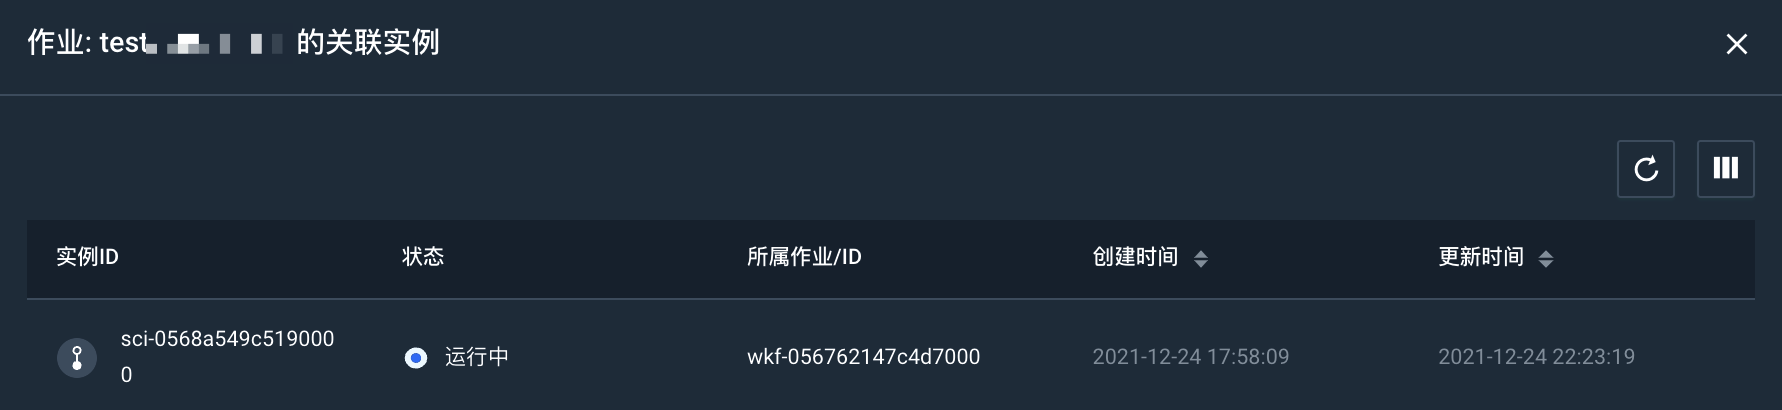 作业: test 的关联实例
实例ID 状态 所属作业/ID 创建时间 更新时间
sci-0568a549c519000
0
运行中 wkf-056762147c4d7000 2021-12-24 17:58:09 2021-12-24 22:23:19